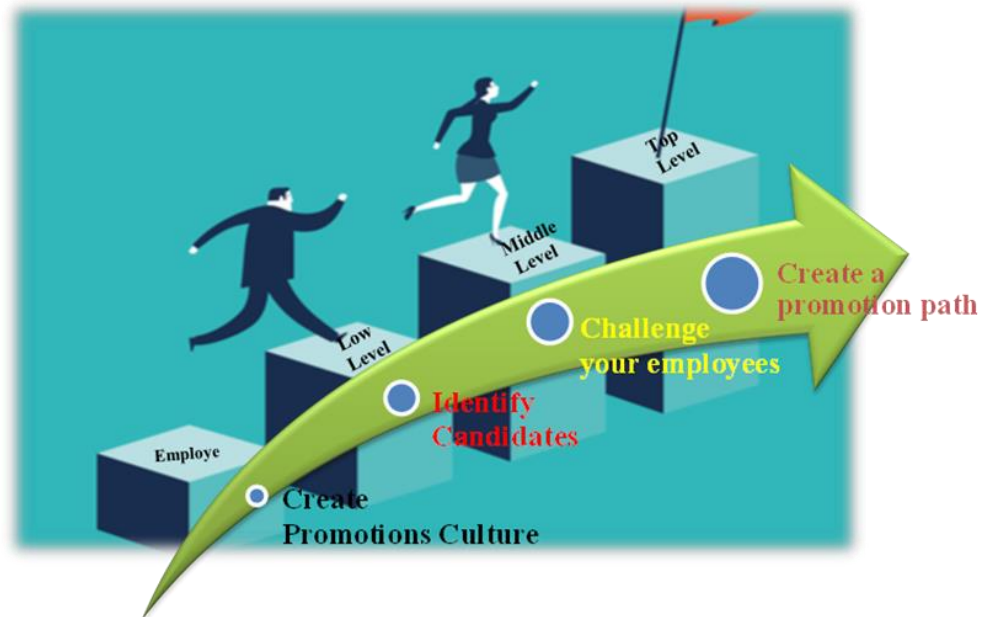 Top
Level
Middle
Level
Low
Level
Employe
Create a
promotion path
Challenge
your employees
Identify
Candidates
Create
Promotions Culture